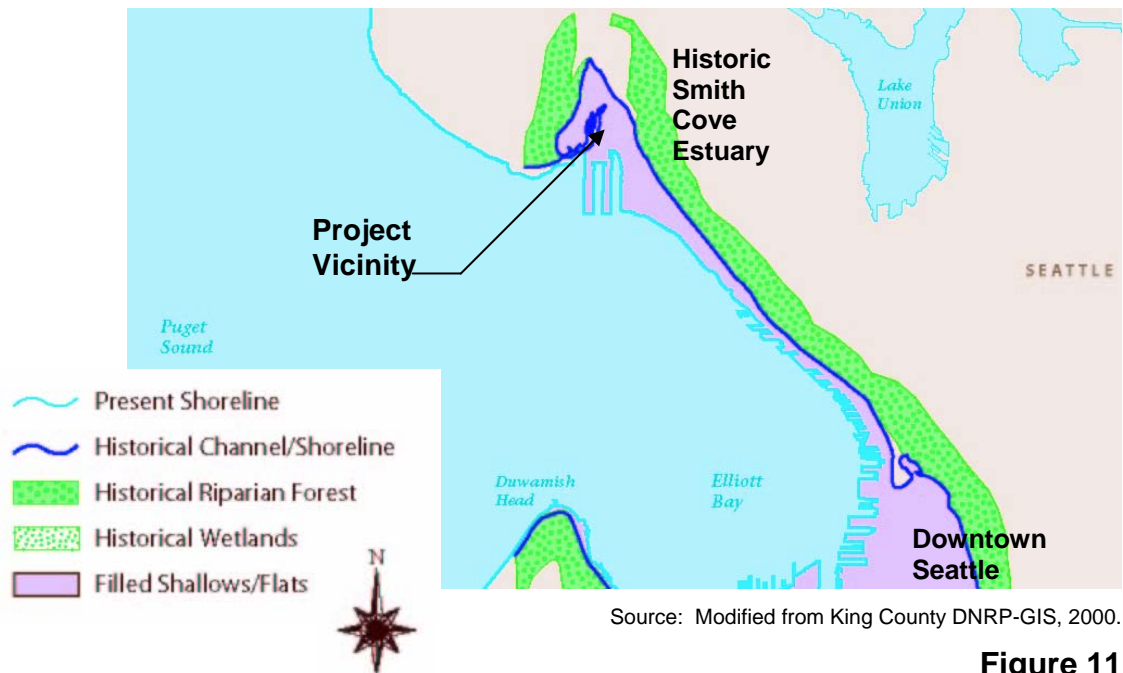 Historic
Smith
Cove
Estuary
Lake
Union
Project
Vicinity
SEATTLE
Puget
Sound
Present Shoreline
Historical Channel/Shoreline
Historical Riparian Forest
Historical Wetlands
Filled Shallows/Flats
N
Duwamish
Head
Elliott
Bay
Downtown
Seattle
Source: Modified from King County DNRP-GIS, 2000.
Figure 11